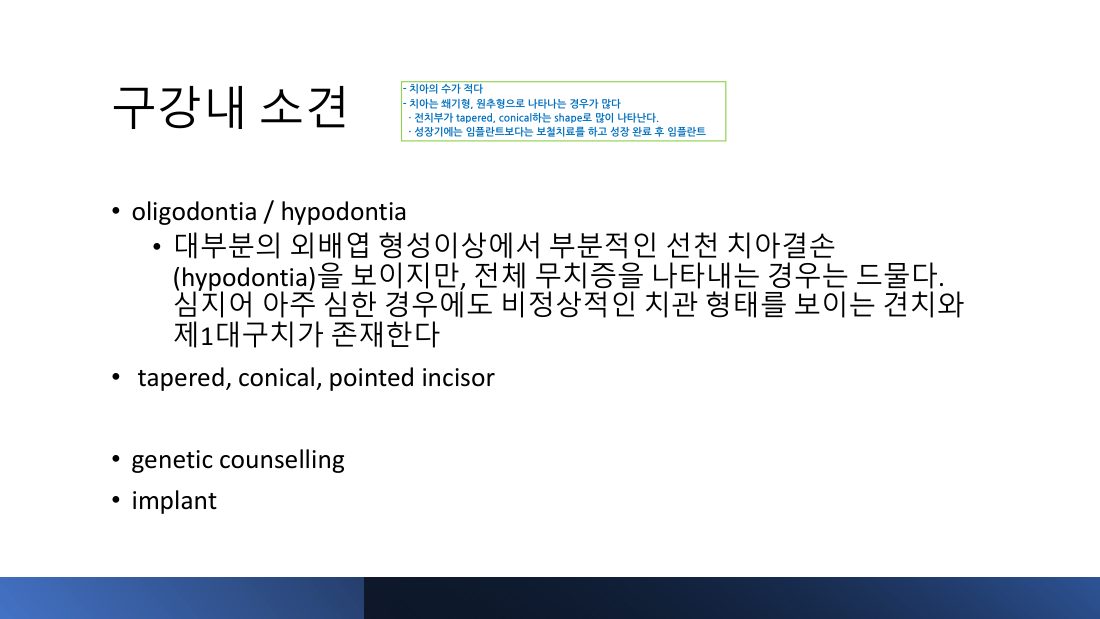 구강내 소견
- 치아의 수가 적다
- 치아는 쐐기형, 원추형으로 나타나는 경우가 많다
· 전치부가 tapered, conical하는 shape로 많이 나타난다.
· 성장기에는 임플란트보다는 보철치료를 하고 성장 완료 후 임플란트
• oligodontia / hypodontia
• 대부분의 외배엽 형성이상에서 부분적인 선천 치아결손
(hypodontia)을 보이지만, 전체 무치증을 나타내는 경우는 드물다.
심지어 아주 심한 경우에도 비정상적인 치관 형태를 보이는 견치와
제1대구치가 존재한다
• tapered, conical, pointed incisor
• genetic counselling
• implant